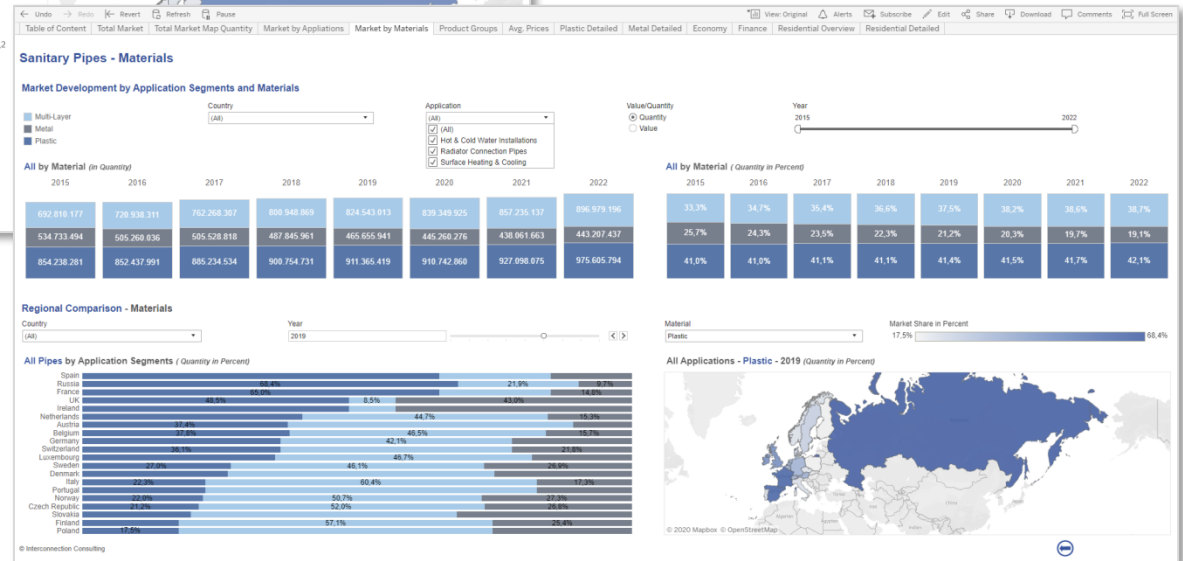 Undo Redo Revert Refresh Pause View: Original Alerts Subscribe Edit Share Download Comments Full Screen
Table of Content Total Market Total Market Map Quantity Market by Appliations Market by Materials Product Groups Avg. Prices Plastic Detailed Metal Detailed Economy Finance Residential Overview Residential Detailed
Sanitary Pipes - Materials
Market Development by Application Segments and Materials
Country Application Value/Quantity Year
Multi-Layer (All) (All) Quantity 2015 2022
Metal (All) Value
Plastic Hot & Cold Water Installations
Radiator Connection Pipes
Surface Heating & Cooling
All by Material (in Quantity) All by Material ( Quantity in Percent)
2015 2016 2017 2018 2019 2020 2021 2022 2015 2016 2017 2018 2019 2020 2021 2022
692.810.177 720.930.311 762.268.307 800.948.069 824.543.013 839.349.925 857.235.137 896.979.196 33,3% 34,7% 35,4% 36,6% 37,5% 38,2% 38,6% 38,7%
534.733.494 505.260.036 505.528.818 487.845.961 465.655.941 445.260.276 438.061.663 443.207.437 25,7% 24,3% 23,5% 22,3% 21,2% 20,3% 19,7% 19,1%
854.238.281 852.437.991 885.234.534 900.754.731 911.365.419 910.742.860 927.098.075 975.605.794 41,0% 41,0% 41,1% 41,1% 41,4% 41,5% 41,7% 42,1%
Regional Comparison - Materials
Country Year Material Market Share in Percent
(All) 2019 Plastic 17,5% 68,4%
All Pipes by Application Segments ( Quantity in Percent) All Applications - Plastic - 2019 (Quantity in Percent)
Spain
Russia 68,4% 21,9% 9,7%
France 65,0% 14,8%
UK 48,5% 8,5% 43,0%
Ireland
Netherlands 44,7% 15,3%
Austria 37,4%
Belgium 37,8% 46,5% 15,7%
Germany 42,1%
Switzerland 36,1% 21,8%
Luxembourg 46,7%
Sweden 27,0% 46,1% 26,9%
Denmark
Italy 22,3% 60,4% 17,3%
Portugal
Norway 22,0% 50,7% 27,3%
Czech Republic 21,2% 52,0% 26,8%
Slovakia
Finland 57,1% 25,4%
Poland 17,5%
© 2020 Mapbox © OpenStreetMap
© Interconnection Consulting